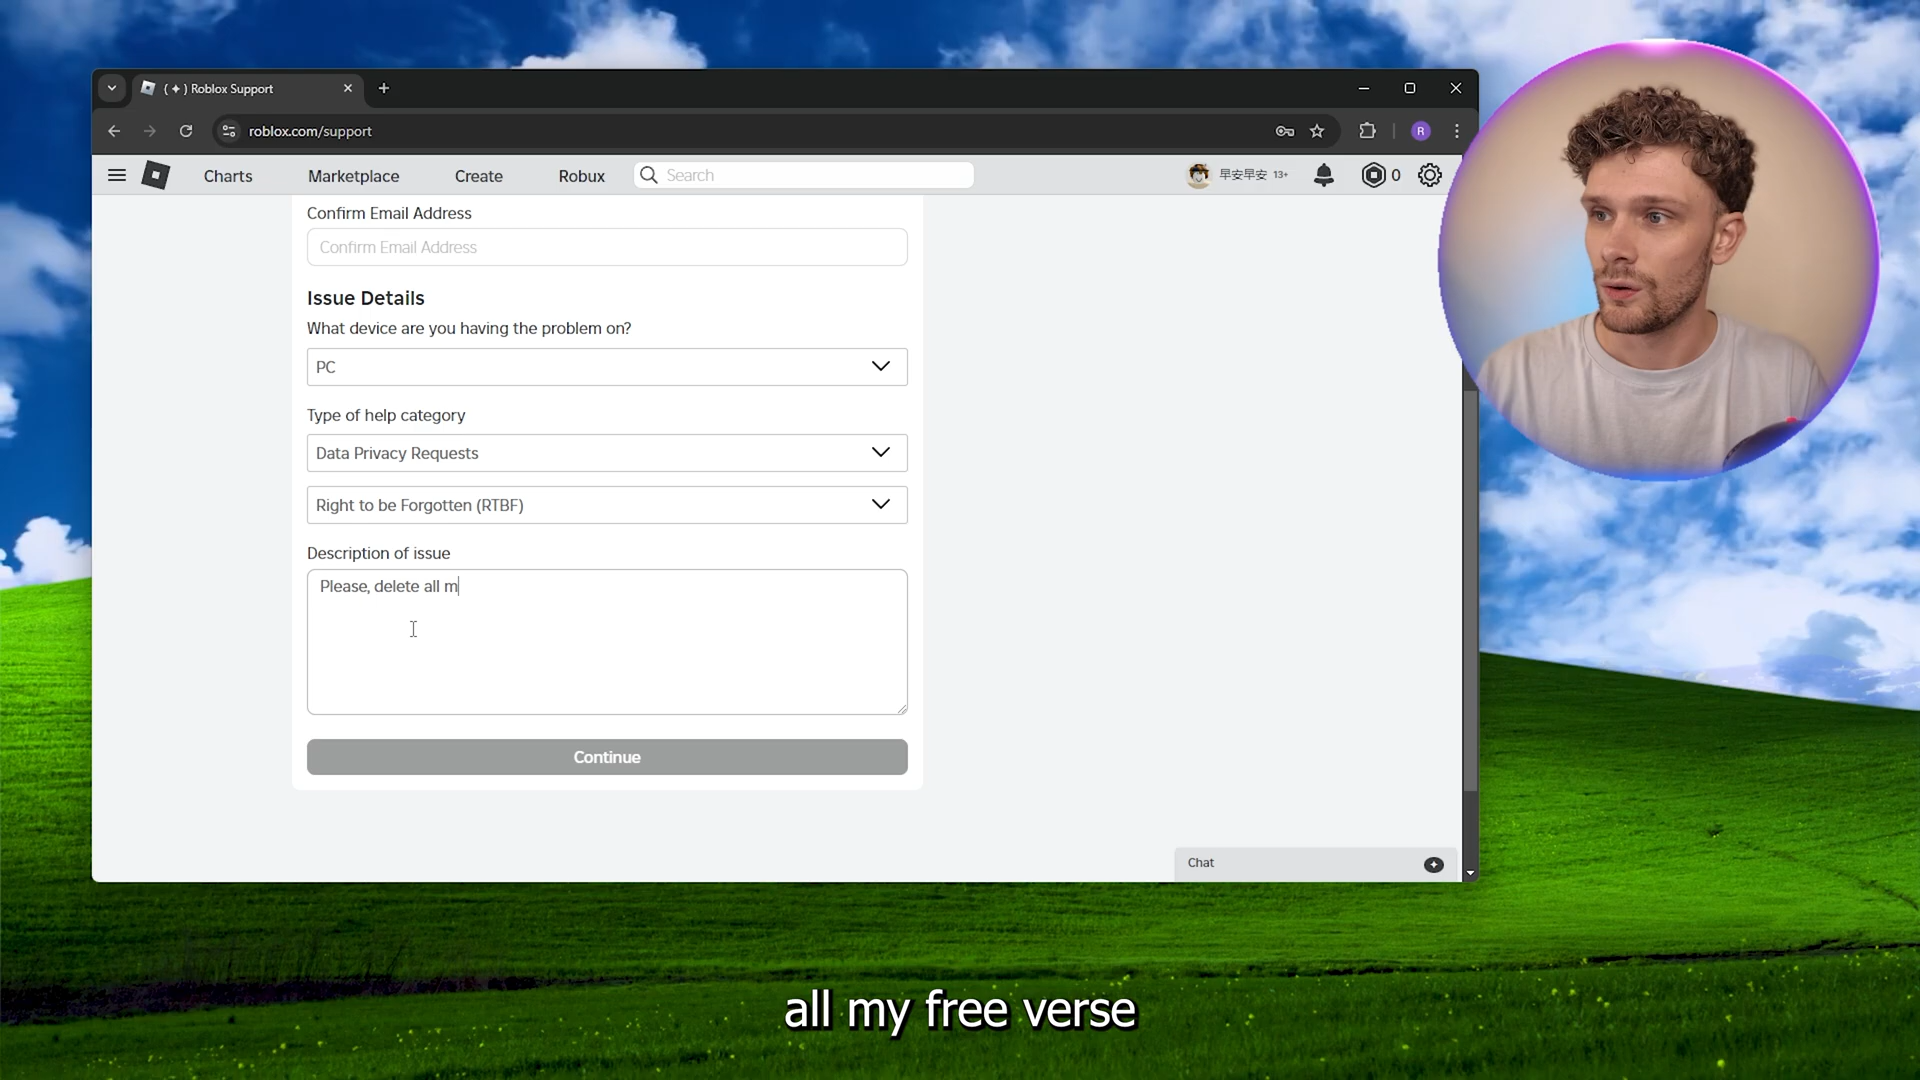 ( ✦ ) Roblox Support
roblox.com/support
R
Charts
Marketplace
Create
Robux
Search
早安早安 13+
0
Confirm Email Address
Confirm Email Address
Issue Details
What device are you having the problem on?
PC
Type of help category
Data Privacy Requests
Right to be Forgotten (RTBF)
Description of issue
Please, delete all m
Continue
Chat
all my free verse